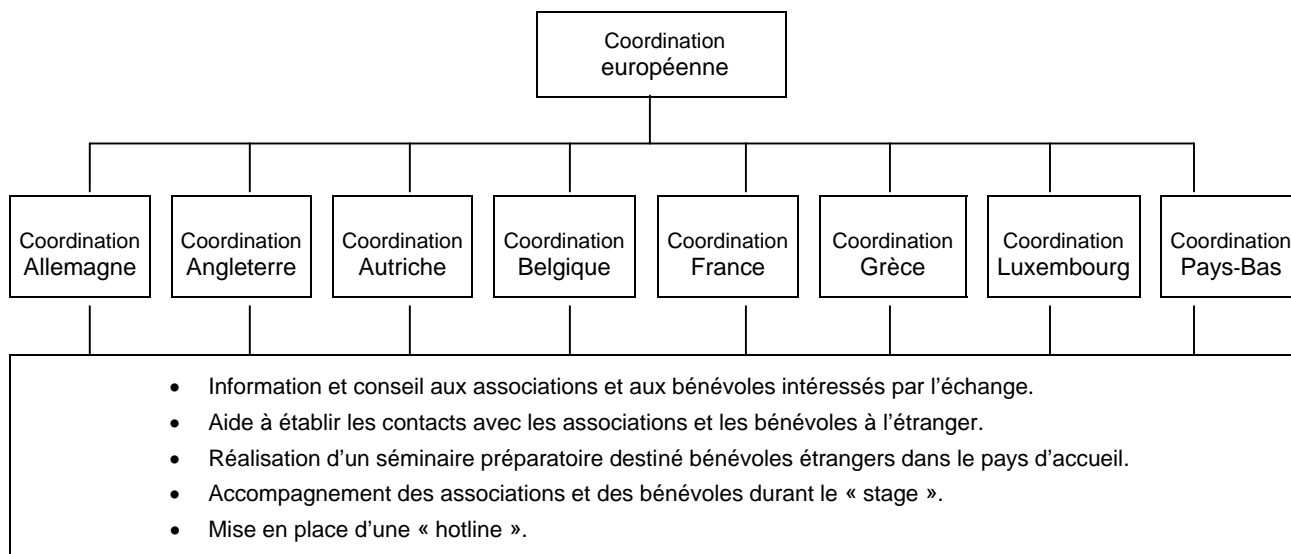 Coordination
européenne
Coordination
Allemagne
Coordination
Angleterre
Coordination
Autriche
Coordination
Belgique
Coordination
France
Coordination
Grèce
Coordination
Luxembourg
Coordination
Pays-Bas
• Information et conseil aux associations et aux bénévoles intéressés par l’échange.
• Aide à établir les contacts avec les associations et les bénévoles à l’étranger.
• Réalisation d’un séminaire préparatoire destiné bénévoles étrangers dans le pays d’accueil.
• Accompagnement des associations et des bénévoles durant le « stage ».
• Mise en place d’une « hotline ».